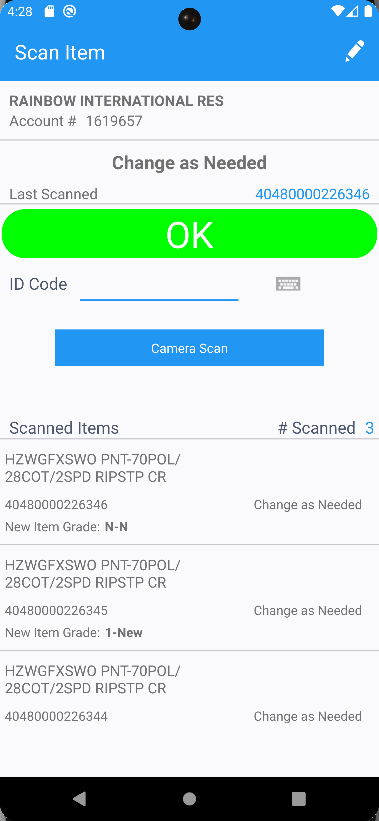 4:28
Scan Item
RAINBOW INTERNATIONAL RES
Account # 1619657
Change as Needed
Last Scanned 40480000226346
OK
ID Code
Camera Scan
Scanned Items # Scanned 3
HZWGFXSWO PNT-70POL/
28COT/2SPD RIPSTP CR
40480000226346 Change as Needed
New Item Grade: N-N
HZWGFXSWO PNT-70POL/
28COT/2SPD RIPSTP CR
40480000226345 Change as Needed
New Item Grade: 1-New
HZWGFXSWO PNT-70POL/
28COT/2SPD RIPSTP CR
40480000226344 Change as Needed